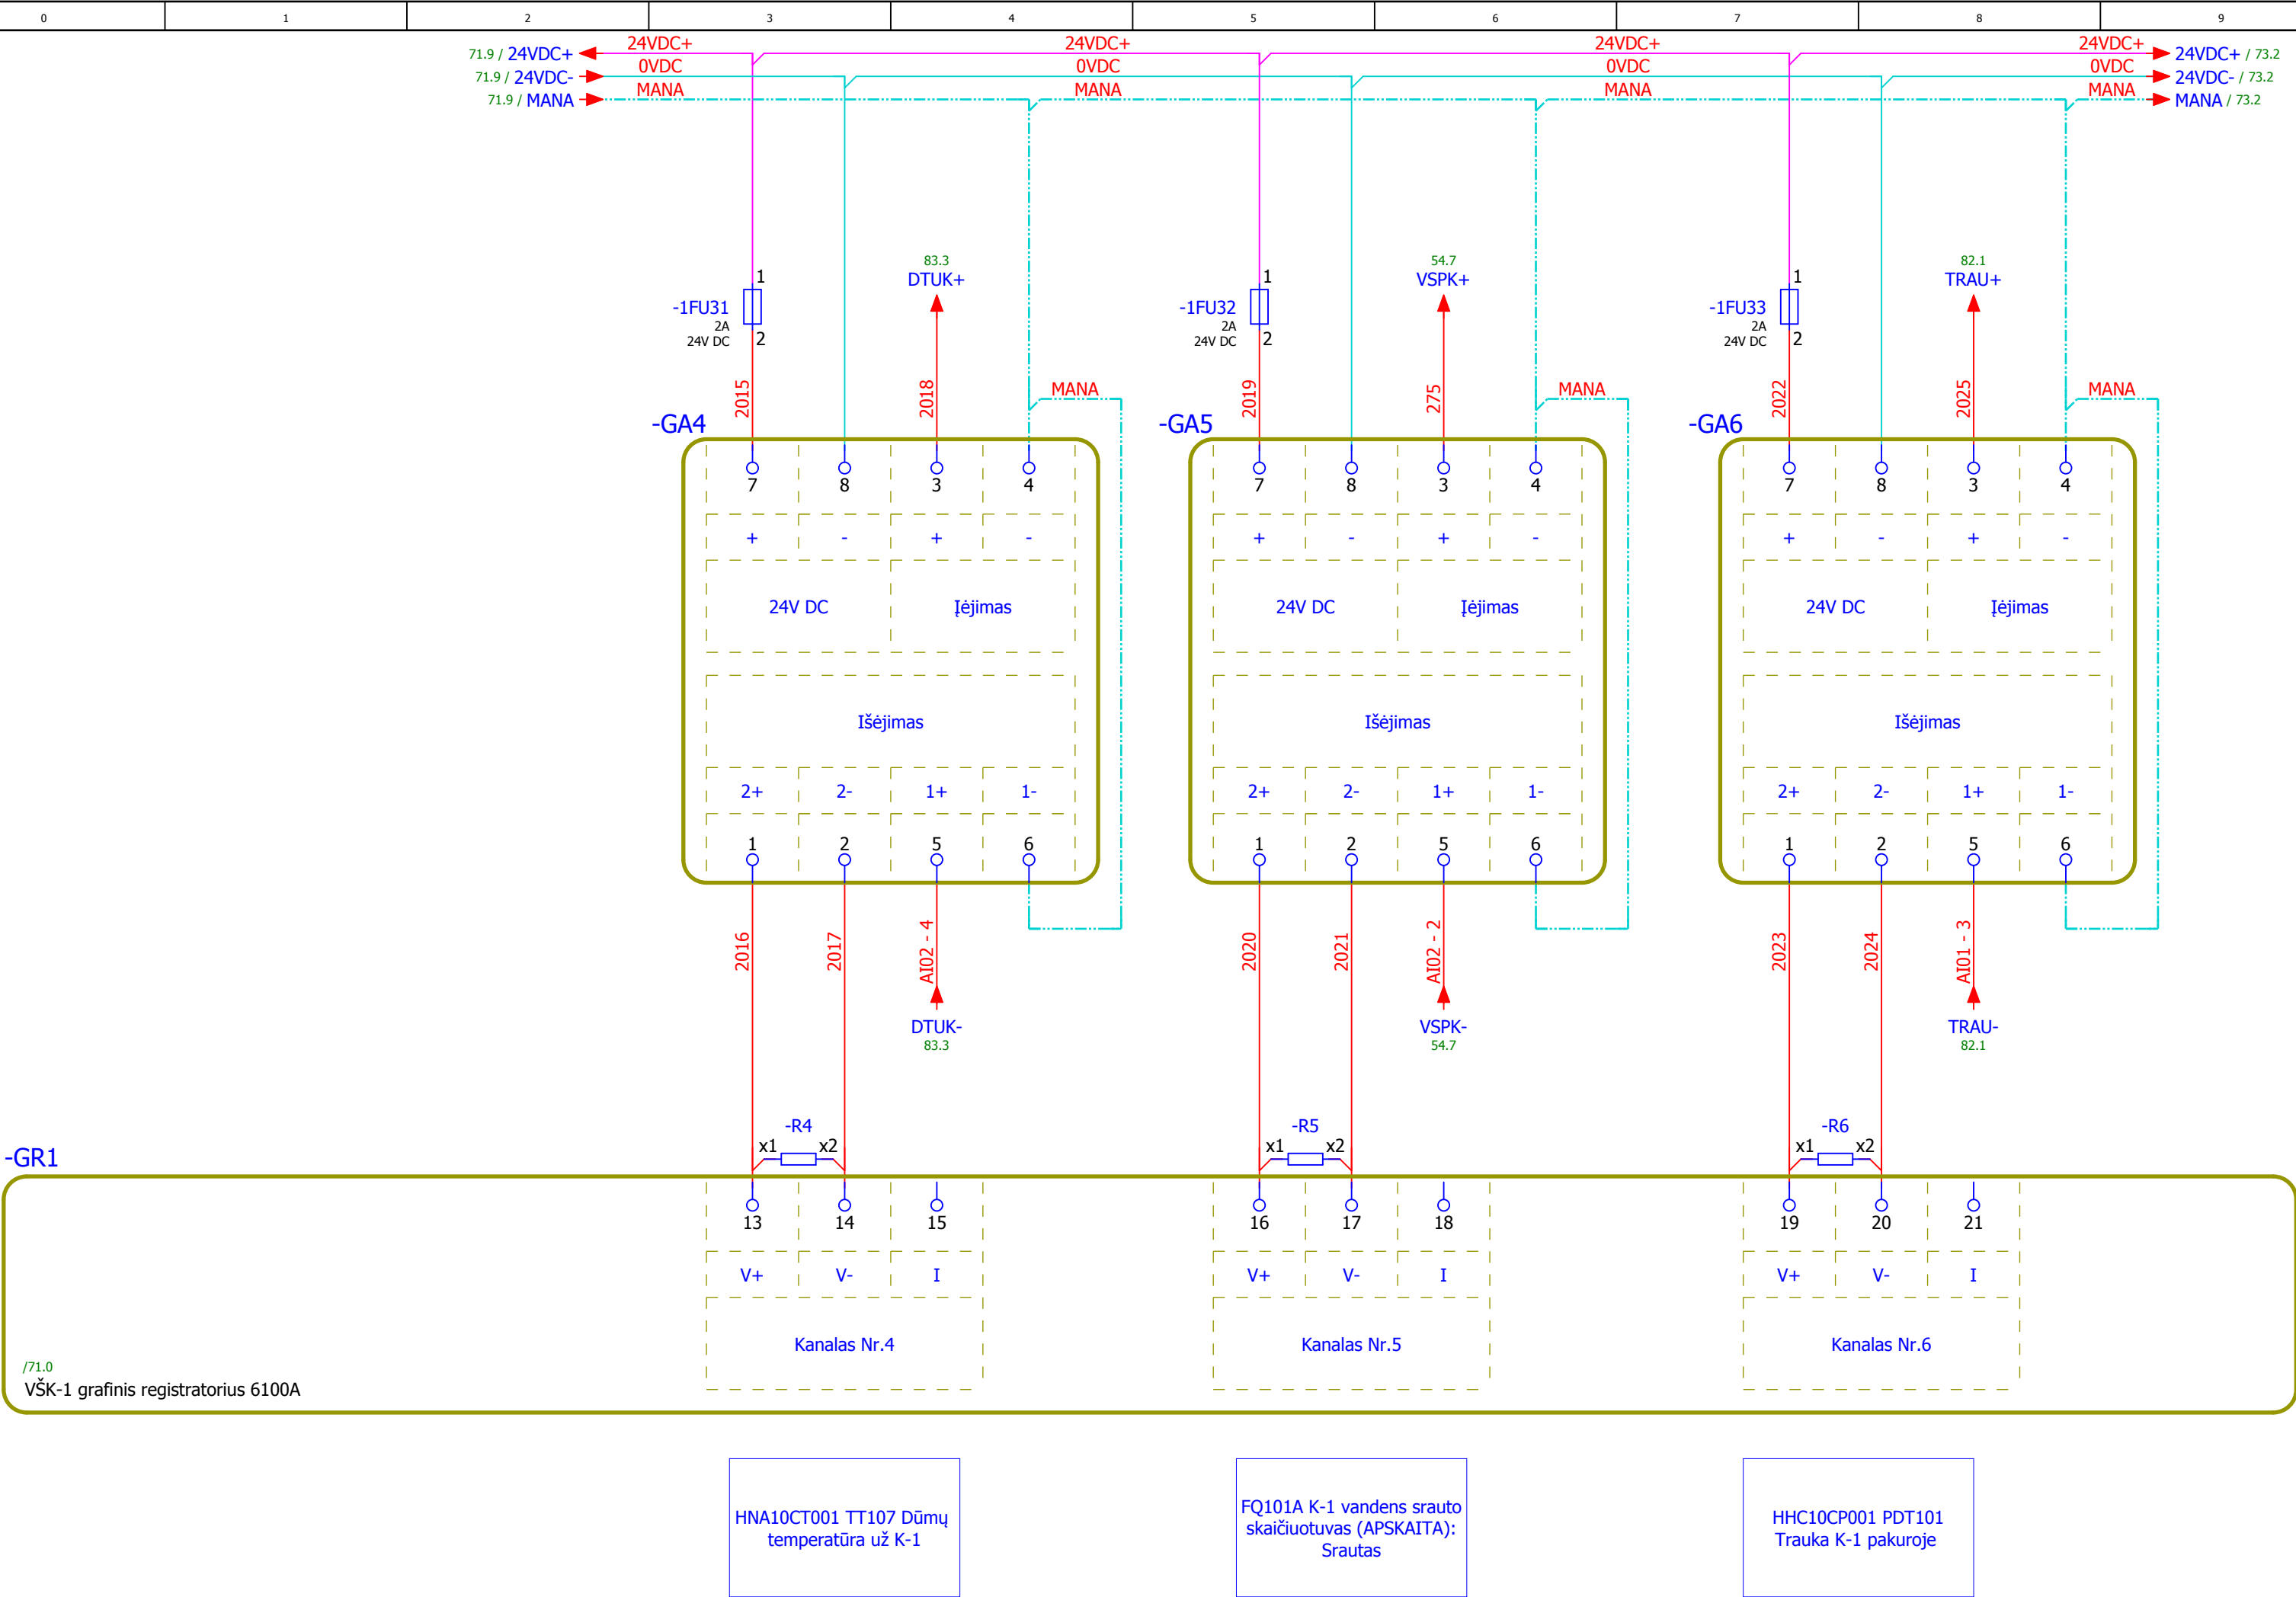 0 1 2 3 4 5 6 7 8 9
71.9 / 24VDC+ 24VDC+ 24VDC+ 24VDC+ 24VDC+ 24VDC+ / 73.2
71.9 / 24VDC- 0VDC 0VDC 0VDC 0VDC 24VDC- / 73.2
71.9 / MANA MANA MANA MANA MANA MANA / 73.2
83.3 54.7 82.1
DTUK+ VSPK+ TRAU+
1 1 1
-1FU31 -1FU32 -1FU33
2A 2A 2A
24V DC 2 24V DC 2 24V DC 2
2015 2018 MANA 2019 275 MANA 2022 2025 MANA
-GA4 -GA5 -GA6
7 8 3 4 7 8 3 4 7 8 3 4
+ - + - + - + - + - + -
24V DC Įėjimas 24V DC Įėjimas 24V DC Įėjimas
Išėjimas Išėjimas Išėjimas
2+ 2- 1+ 1- 2+ 2- 1+ 1- 2+ 2- 1+ 1-
1 2 5 6 1 2 5 6 1 2 5 6
2016 2017 AI02 - 4 2020 2021 AI02 - 2 2023 2024 AI01 - 3
DTUK- VSPK- TRAU-
83.3 54.7 82.1
-R4 -R5 -R6
x1 x2 x1 x2 x1 x2
-GR1
13 14 15 16 17 18 19 20 21
V+ V- I V+ V- I V+ V- I
Kanalas Nr.4 Kanalas Nr.5 Kanalas Nr.6
/71.0
VŠK-1 grafinis registratorius 6100A
HNA10CT001 TT107 Dūmų
temperatūra už K-1
FQ101A K-1 vandens srauto
skaičiuotuvas (APSKAITA):
Srautas
HHC10CP001 PDT101
Trauka K-1 pakuroje